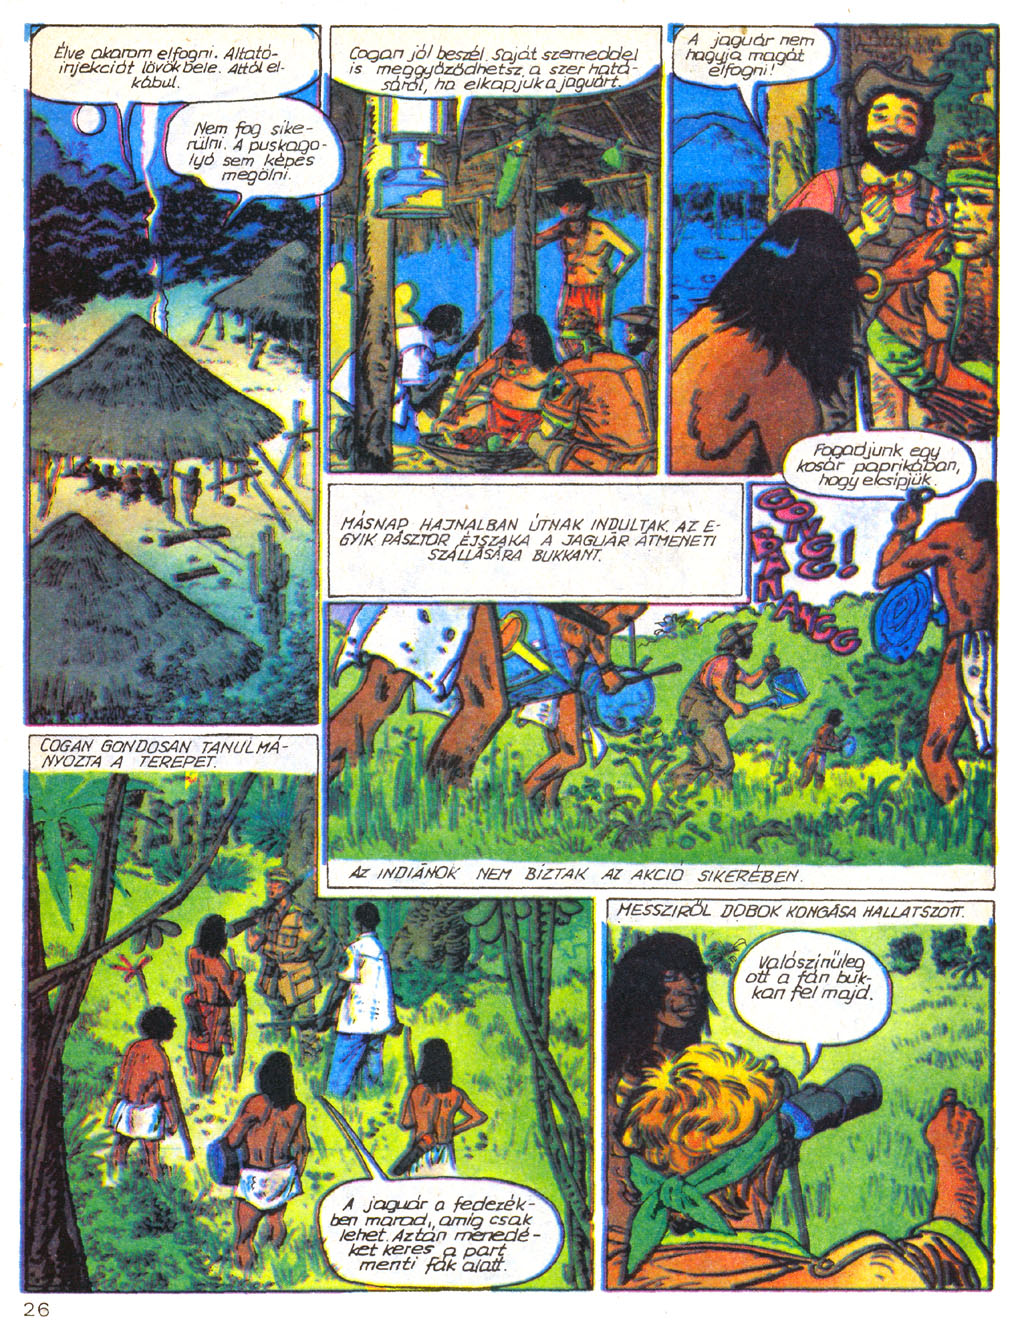 Élve akarom elfogni. Altató-
injekciót lövök bele. Attól el-
kábul.
Nem fog sike-
rülni. A puskago-
lyó sem képes
megölni.
Cogan jól beszél. Saját szemeddel
is meggyőződhetsz a szer hatá-
sáról, ha elkapjuk a jaguárt.
A jaguár nem
hagyja magát
elfogni!
Fogadjunk egy
kosár paprikában,
hogy elcsípjük.
MÁSNAP HAJNALBAN ÚTNAK INDULTAK. AZ E-
GYIK PÁSZTOR ÉJSZAKA A JAGUÁR ÁTMENETI
SZÁLLÁSÁRA BUKKANT.
AZ INDIÁNOK NEM BÍZTAK AZ AKCIÓ SIKERÉBEN.
COGAN GONDOSAN TANULMÁ-
NYOZTA A TEREPET.
A jaguár a fedezék-
ben marad, amíg csak
lehet. Aztán menedé-
ket keres a part
menti fák alatt.
MESSZIRŐL DOBOK KONGÁSA HALLATSZOTT.
Valószínűleg
ott a fán buk-
kan fel majd.
26